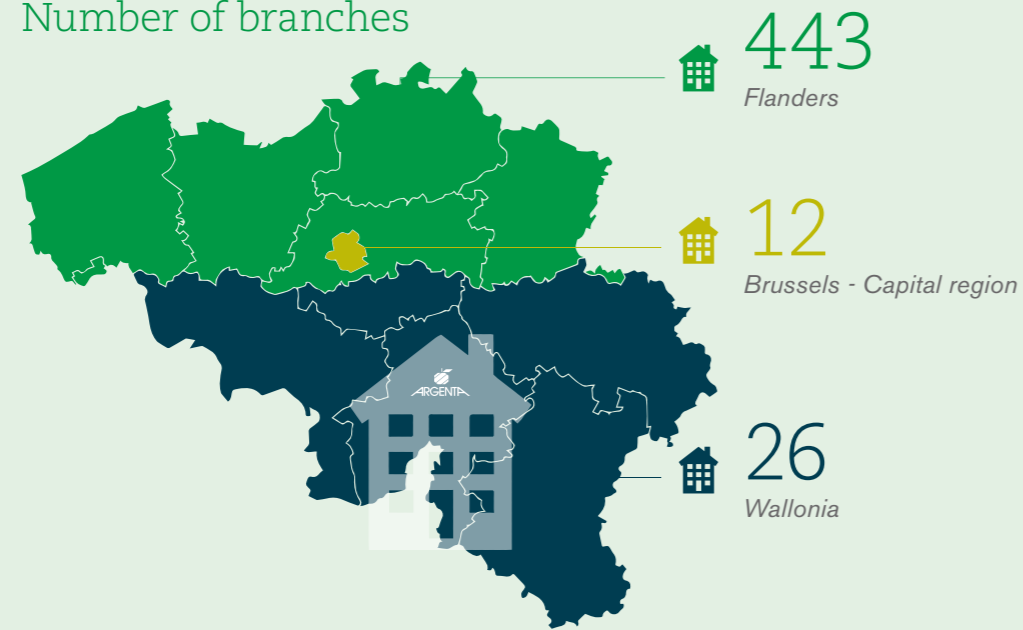 Number of branches
443
Flanders
12
Brussels - Capital region
ARGENTA
26
Wallonia